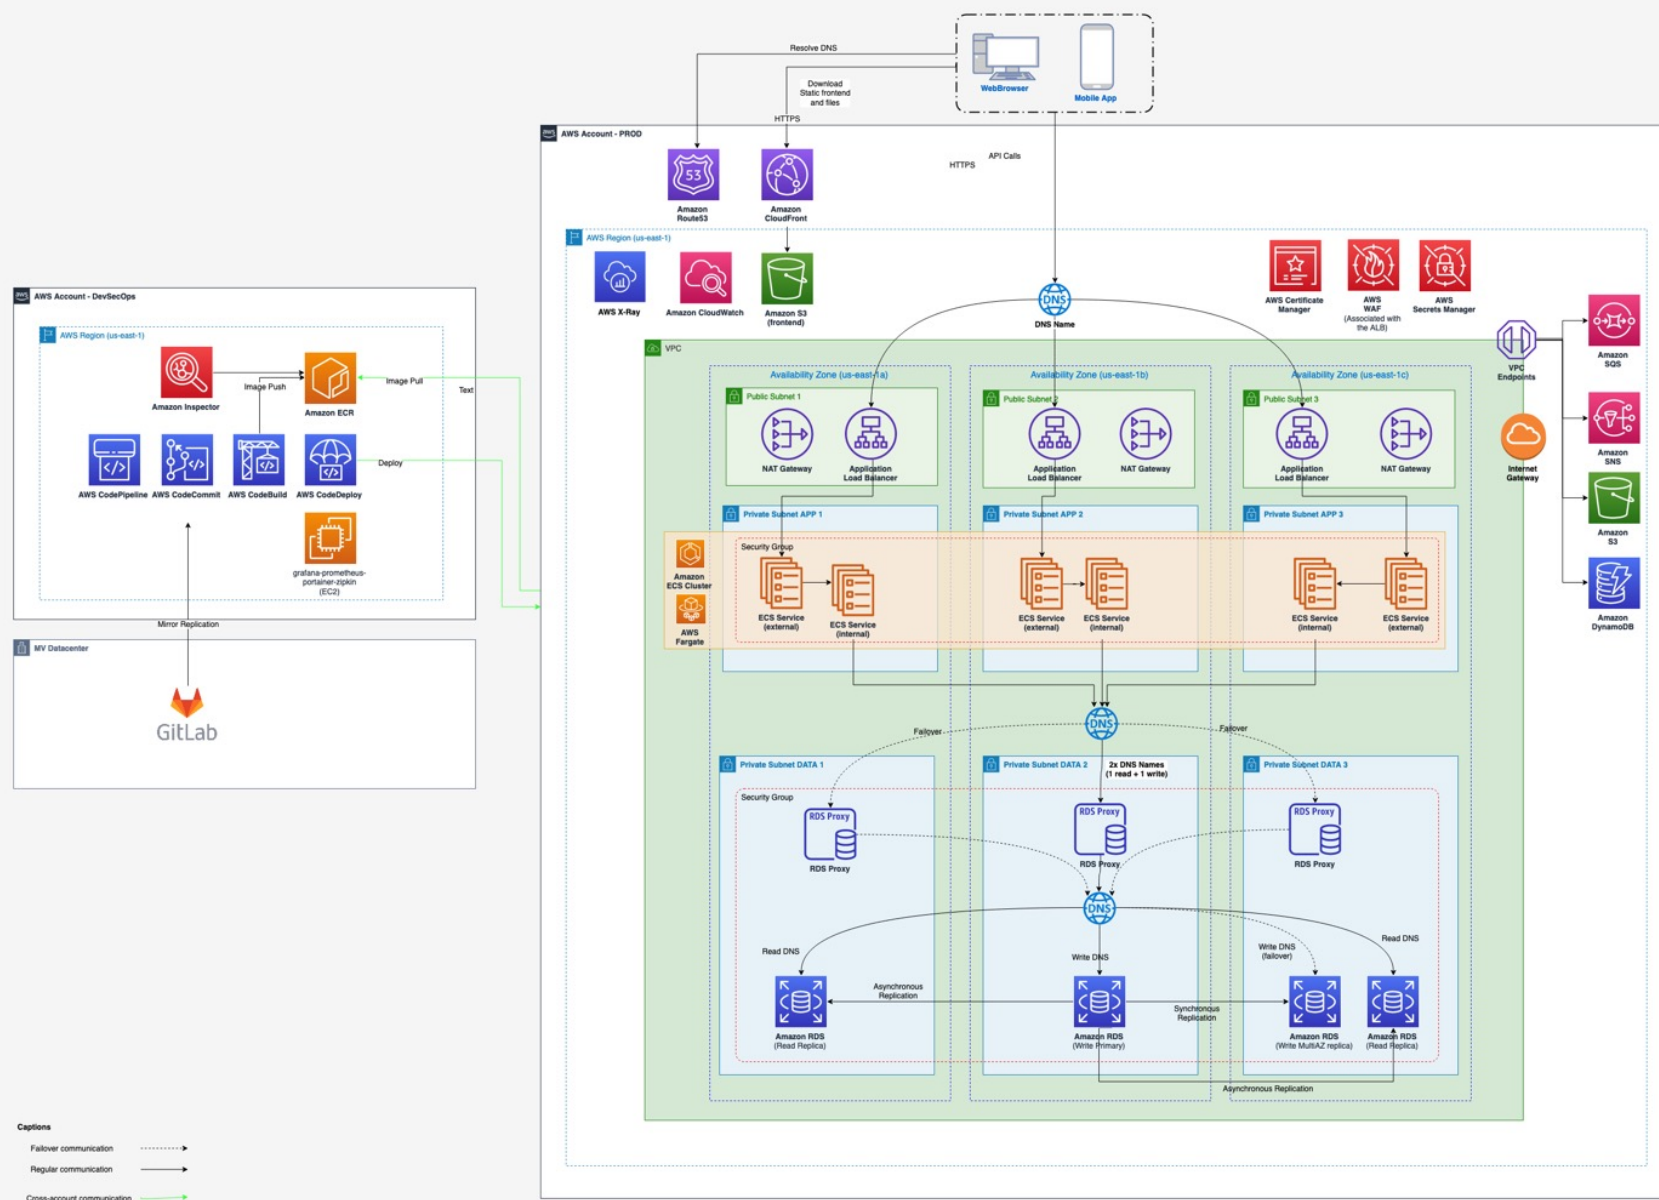 Resolve DNS
Download
Static frontend
and files
HTTPS
WebBrowser
Mobile App
aws
AWS Account - PROD
HTTPS
API Calls
53
Amazon
Route53
Amazon
CloudFront
AWS Region (us-east-1)
AWS X-Ray
Amazon CloudWatch
Amazon S3
(frontend)
DNS
DNS Name
AWS Certificate
Manager
AWS
WAF
(Associated with
the ALB)
AWS
Secrets Manager
VPC
Endpoints
Amazon
SQS
Amazon
SNS
Internet
Gateway
Amazon
S3
Amazon
DynamoDB
aws
AWS Account - DevSecOps
AWS Region (us-east-1)
Amazon Inspector
Image Push
Amazon ECR
Image Pull
Text
AWS CodePipeline
AWS CodeCommit
AWS CodeBuild
AWS CodeDeploy
Deploy
grafana-prometheus-
portainer-zipkin
(EC2)
Mirror Replication
MV Datacenter
GitLab
VPC
Availability Zone (us-east-1a)
Availability Zone (us-east-1b)
Availability Zone (us-east-1c)
Public Subnet 1
Public Subnet 2
Public Subnet 3
NAT Gateway
Application
Load Balancer
Application
Load Balancer
NAT Gateway
Application
Load Balancer
NAT Gateway
Private Subnet APP 1
Private Subnet APP 2
Private Subnet APP 3
Security Group
Amazon
ECS Cluster
AWS
Fargate
ECS Service
(external)
ECS Service
(internal)
ECS Service
(external)
ECS Service
(internal)
ECS Service
(internal)
ECS Service
(external)
DNS
Failover
Failover
Private Subnet DATA 1
Private Subnet DATA 2
2x DNS Names
(1 read + 1 write)
Private Subnet DATA 3
Security Group
RDS Proxy
RDS Proxy
RDS Proxy
RDS Proxy
RDS Proxy
RDS Proxy
DNS
Read DNS
Write DNS
Write DNS
(failover)
Read DNS
Asynchronous
Replication
Synchronous
Replication
Amazon RDS
(Read Replica)
Amazon RDS
(Write Primary)
Amazon RDS
(Write MultiAZ replica)
Amazon RDS
(Read Replica)
Asynchronous Replication
Captions
Failover communication
Regular communication
Cross-account communication